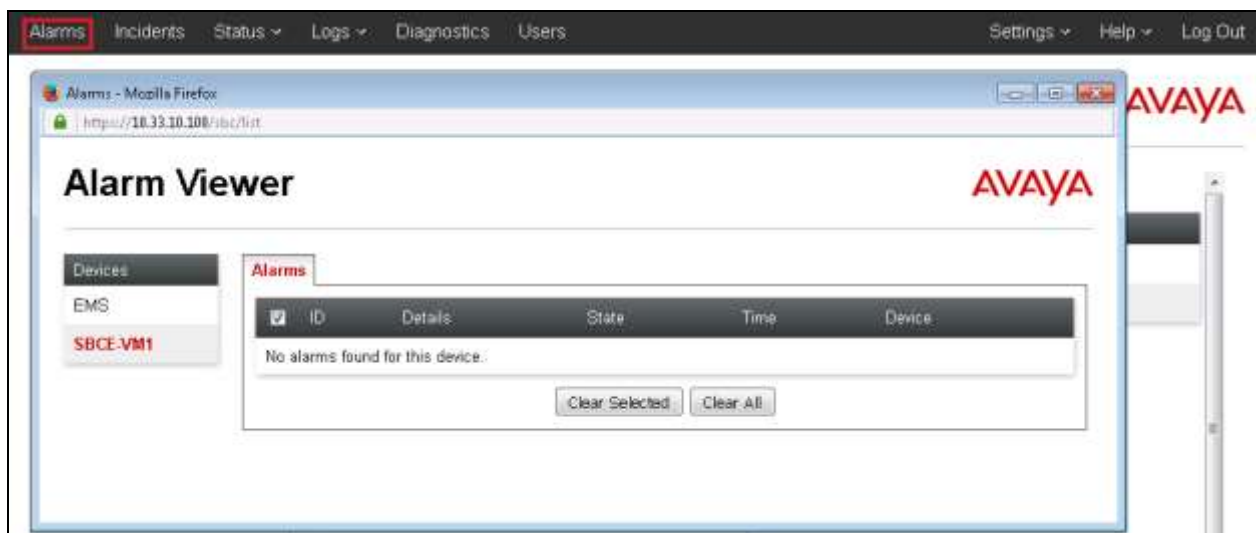 Alarms Incidents Status Logs Diagnostics Users Settings Help Log Out
Alarms - Mozilla Firefox
https://10.33.10.100/sbc/list
AVAYA
Alarm Viewer AVAYA
Devices Alarms
EMS ID Details State Time Device
SBCE-VM1 No alarms found for this device.
Clear Selected Clear All